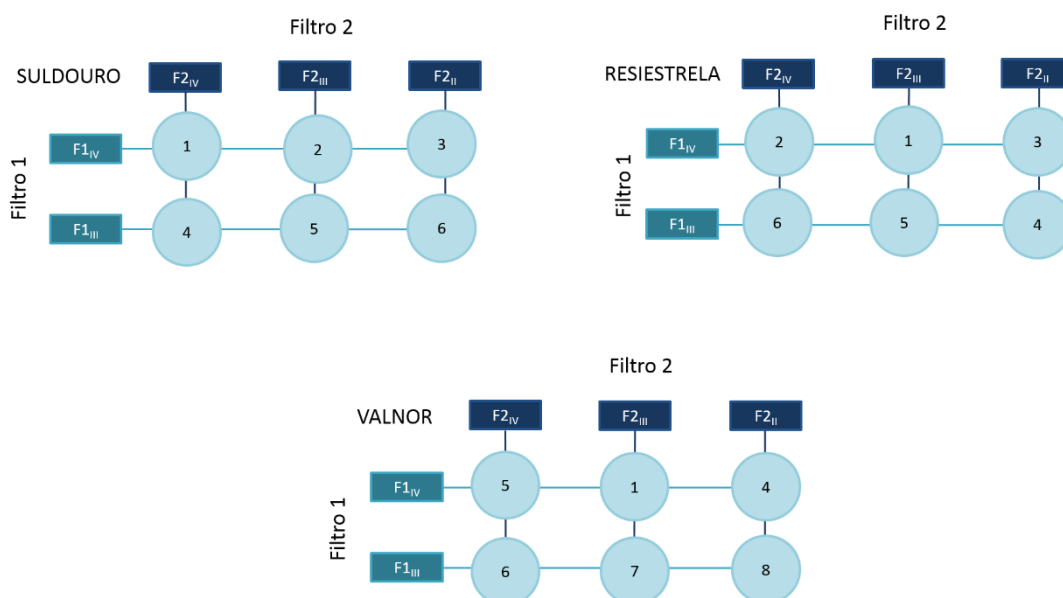 Filtro 2
SULDOURO F2IV F2III F2II
Filtro 1
F1IV 1 2 3
F1III 4 5 6
Filtro 2
RESIESTRELA F2IV F2III F2II
Filtro 1
F1IV 2 1 3
F1III 6 5 4
Filtro 2
VALNOR F2IV F2III F2II
Filtro 1
F1IV 5 1 4
F1III 6 7 8